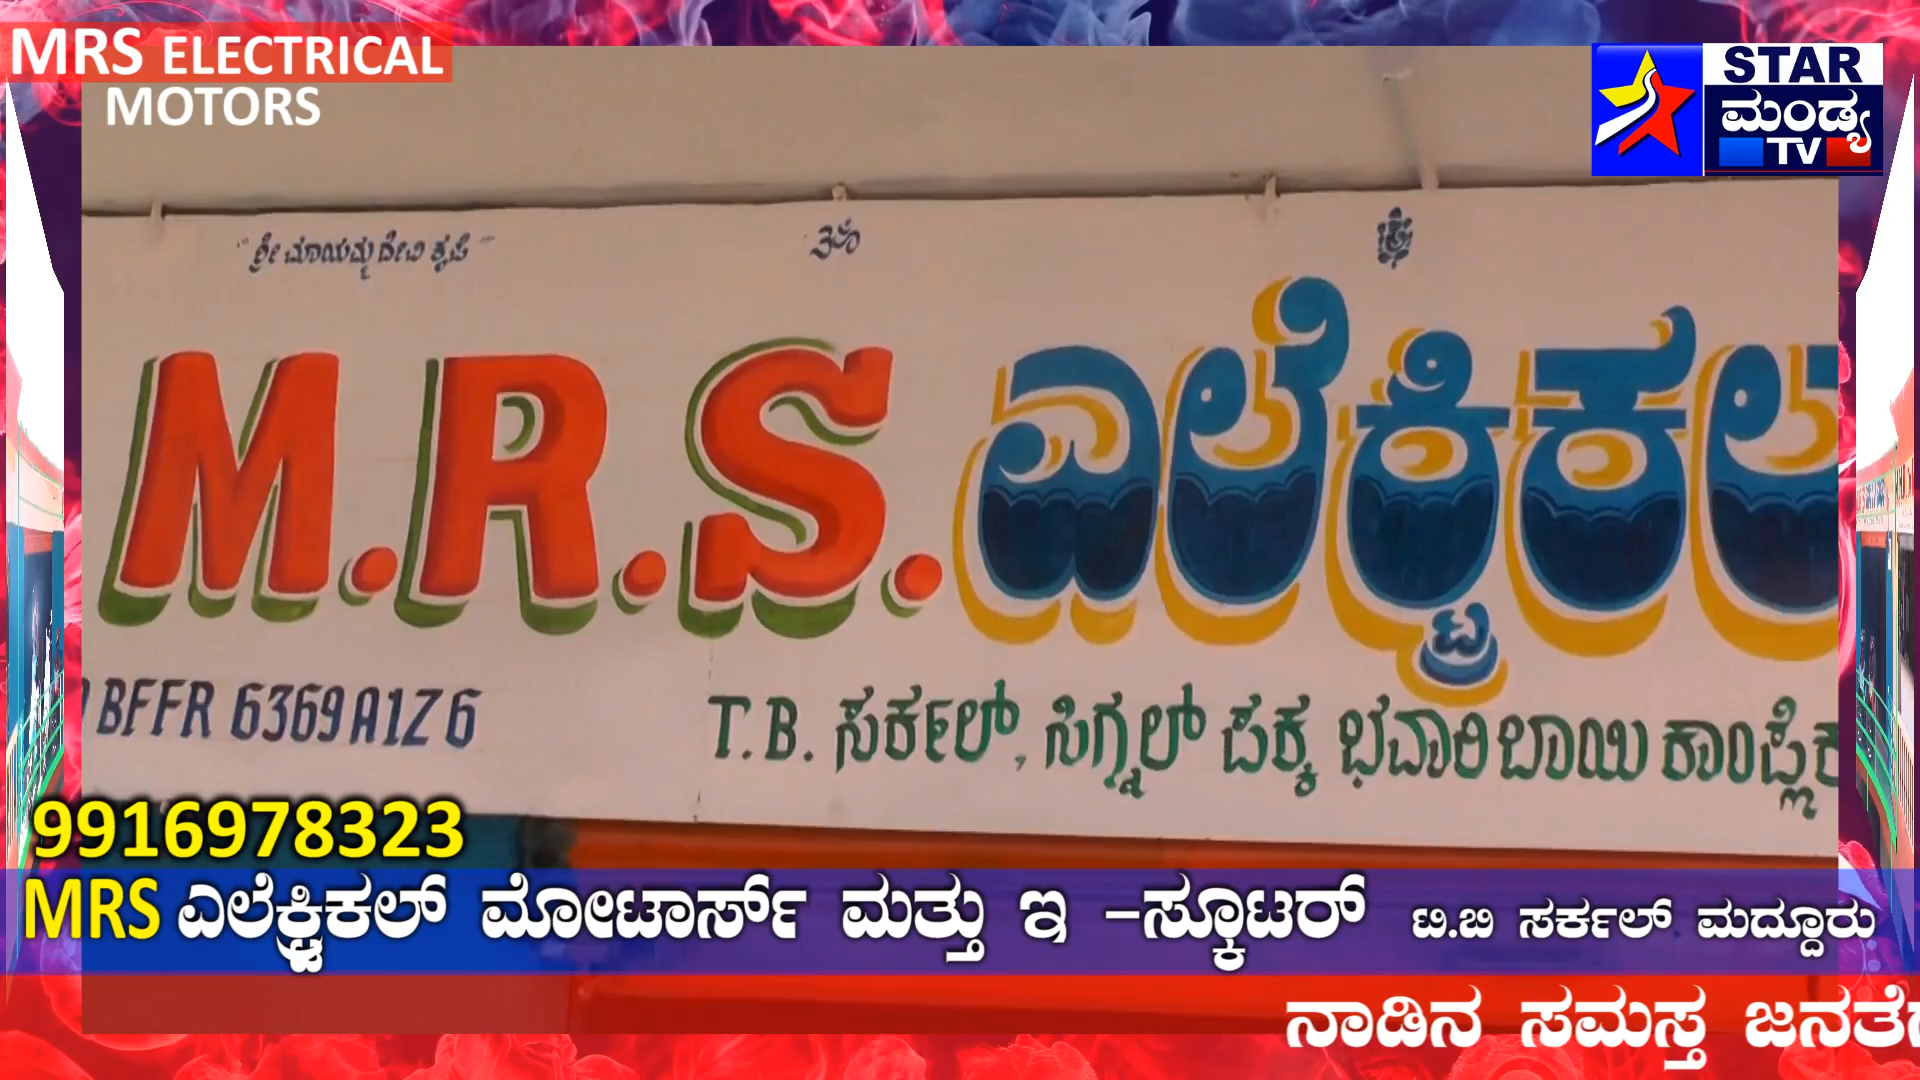 MRS ELECTRICAL
MOTORS
STAR
ಮಂಡ್ಯ
TV
"ಶ್ರೀ ಮಾಯಮ್ಮ ದೇವಿ ಕೃಪೆ"
ॐ
M.R.S. ಎಲೆಕ್ಟ್ರಿಕಲ
BFFR 6369A1Z6
T.B. ಸರ್ಕಲ್, ಸಿಗ್ನಲ್ ಪಕ್ಕ ಭವಾರಿಲಾಯಿ ಕಾಂಪ್ಲೆಕ
9916978323
MRS ಎಲೆಕ್ಟ್ರಿಕಲ್ ಮೋಟಾರ್ಸ್ ಮತ್ತು ಇ -ಸ್ಕೂಟರ್ ಟಿ.ಬಿ ಸರ್ಕಲ್ ಮದ್ದೂರು
ನಾಡಿನ ಸಮಸ್ತ ಜನತೆಗ